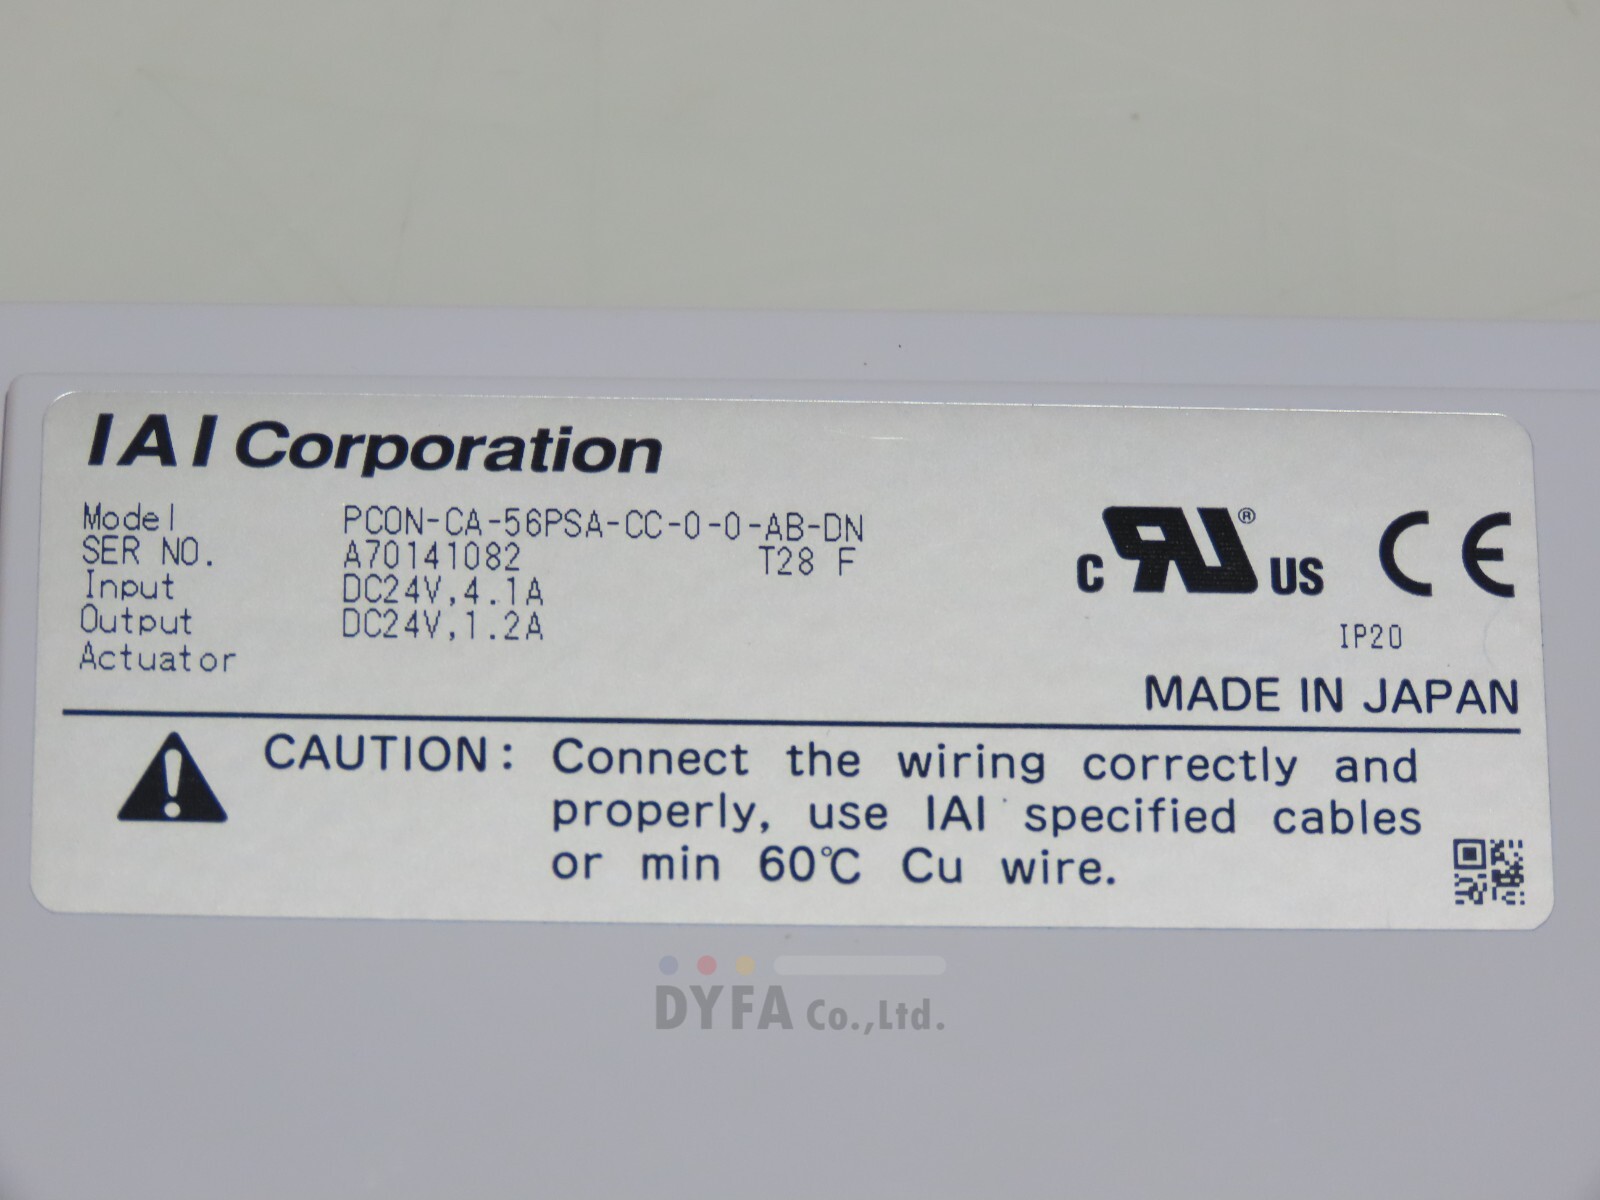 IAI Corporation
Model PCON-CA-56PSA-CC-0-0-AB-DN
SER NO. A70141082 T28 F
Input DC24V,4.1A
Output DC24V,1.2A
Actuator
c RU ® US CE
IP20
MADE IN JAPAN
CAUTION: Connect the wiring correctly and
properly, use IAI specified cables
or min 60℃ Cu wire.
DYFA Co.,Ltd.